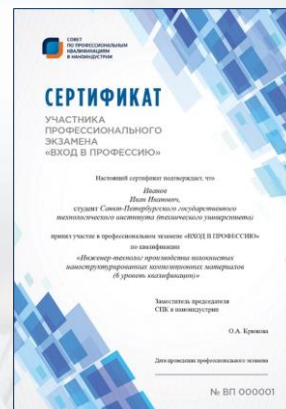 СОВЕТ
ПО ПРОФЕССИОНАЛЬНЫМ
КВАЛИФИКАЦИЯМ
В НАНОИНДУСТРИИ
СЕРТИФИКАТ
УЧАСТНИКА
ПРОФЕССИОНАЛЬНОГО
ЭКЗАМЕНА
«ВХОД В ПРОФЕССИЮ»
Настоящий сертификат подтверждает, что
Иванов
Иван Иванович,
студент Санкт-Петербургского государственного
технологического института (технического университета)
принял участие в профессиональном экзамене «ВХОД В ПРОФЕССИЮ»
по квалификации
«Инженер-технолог производства волокнистых
наноструктурированных композиционных материалов
(6 уровень квалификации)»
Заместитель председателя
СПК в наноиндустрии
О.А. Крюкова
Дата проведения профессионального экзамена
№ ВП 000001